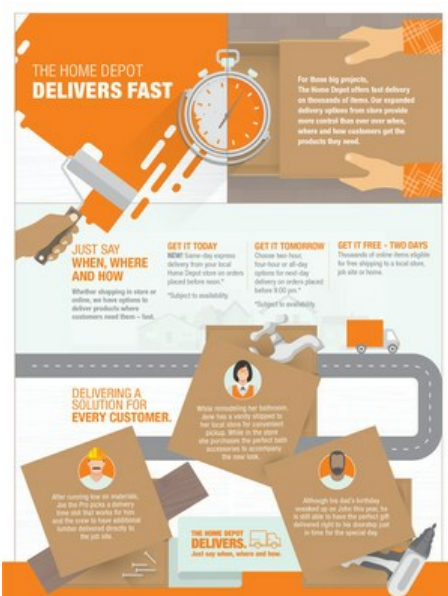 THE HOME DEPOT
DELIVERS FAST
For those big projects,
The Home Depot offers fast delivery
on thousands of items. Our expanded
delivery options from store provide
more control than ever over when,
where and how customers get the
products they need.
JUST SAY
WHEN, WHERE
AND HOW
Whether shopping in store or
online, we have options to
deliver products where
customers need them – fast.
GET IT TODAY
NEW! Same-day express
delivery from your local
Home Depot store on orders
placed before noon.*
*Subject to availability.
GET IT TOMORROW
Choose two-hour,
four-hour or all-day
options for next-day
delivery on orders placed
before 9:00 pm.*
*Subject to availability.
GET IT FREE – TWO DAYS
Thousands of online items eligible
for free shipping to a local store,
job site or home.
DELIVERING A
SOLUTION FOR
EVERY CUSTOMER.
While remodeling her bathroom,
Jane has a vanity shipped to
her local store for convenient
pickup. While in the store
she purchases the perfect bath
accessories to accompany
the new look.
After running low on materials,
Joe the Pro picks a delivery
time slot that works for him
and the crew to have additional
lumber delivered directly to
the job site.
Although his dad's birthday
sneaked up on John this year, he
is still able to have the perfect gift
delivered right to his doorstep just
in time for the special day.
THE HOME DEPOT
DELIVERS.
Just say when, where and how.